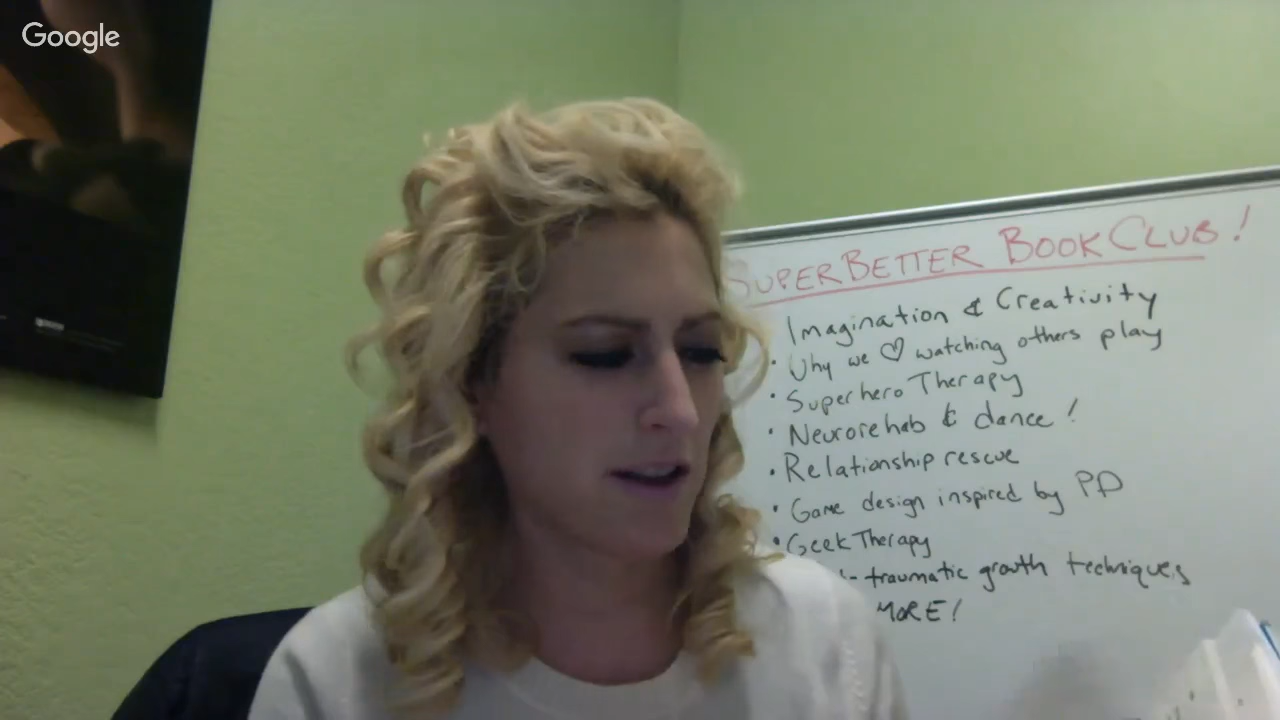 Google
SUPERBETTER BOOK CLUB!
Imagination & Creativity
• Why we ♡ watching others play
• Superhero Therapy
• Neurorehab & dance!
• Relationship rescue
• Game design inspired by PD
• Geek Therapy
-traumatic growth techniques
MORE!